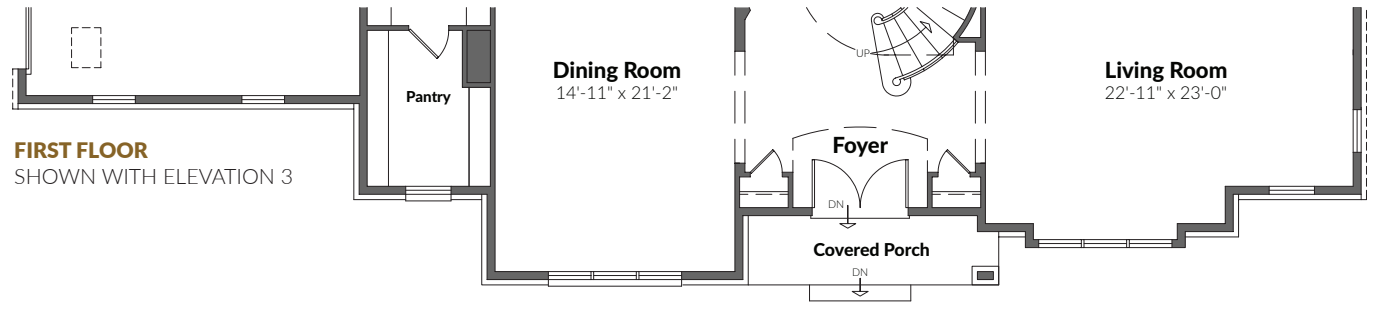 UP
Dining Room
14'-11" x 21'-2"
Living Room
22'-11" x 23'-0"
Pantry
FIRST FLOOR
SHOWN WITH ELEVATION 3
Foyer
DN
Covered Porch
DN